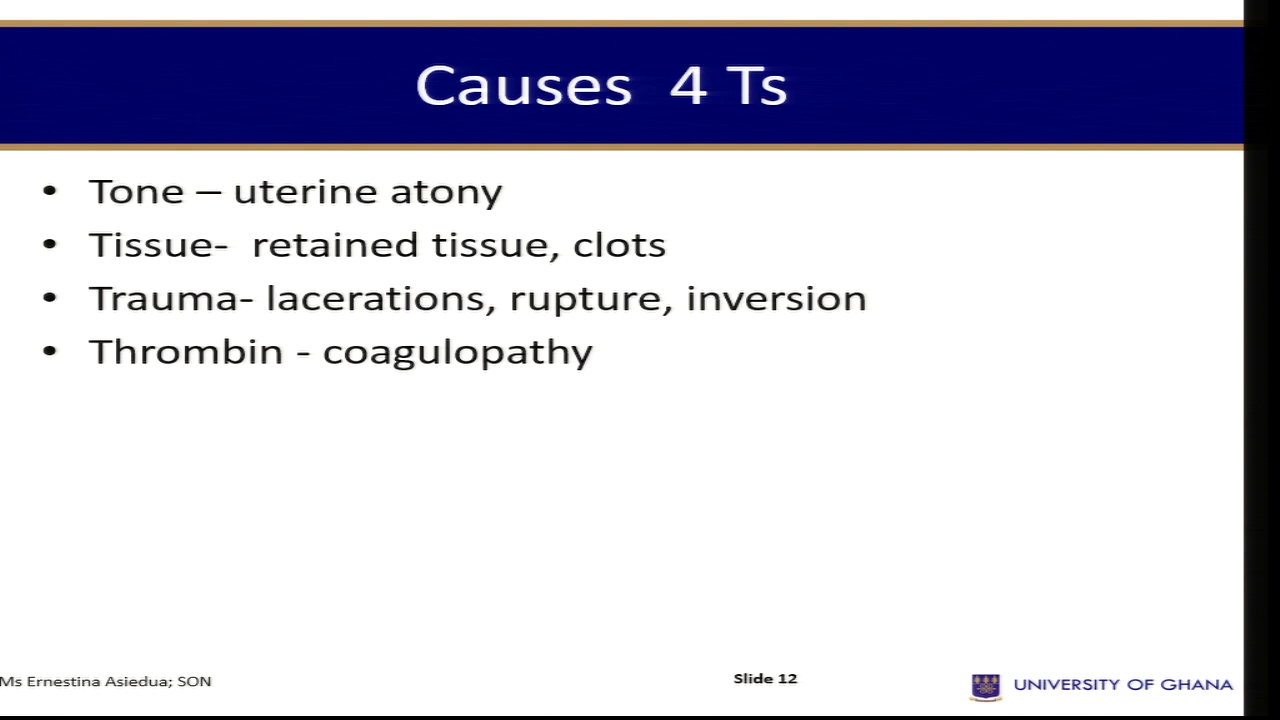 Causes  4 Ts
• Tone – uterine atony
• Tissue-  retained tissue, clots
• Trauma- lacerations, rupture, inversion
• Thrombin - coagulopathy
Ms Ernestina Asiedua; SON
Slide 12
UNIVERSITY OF GHANA